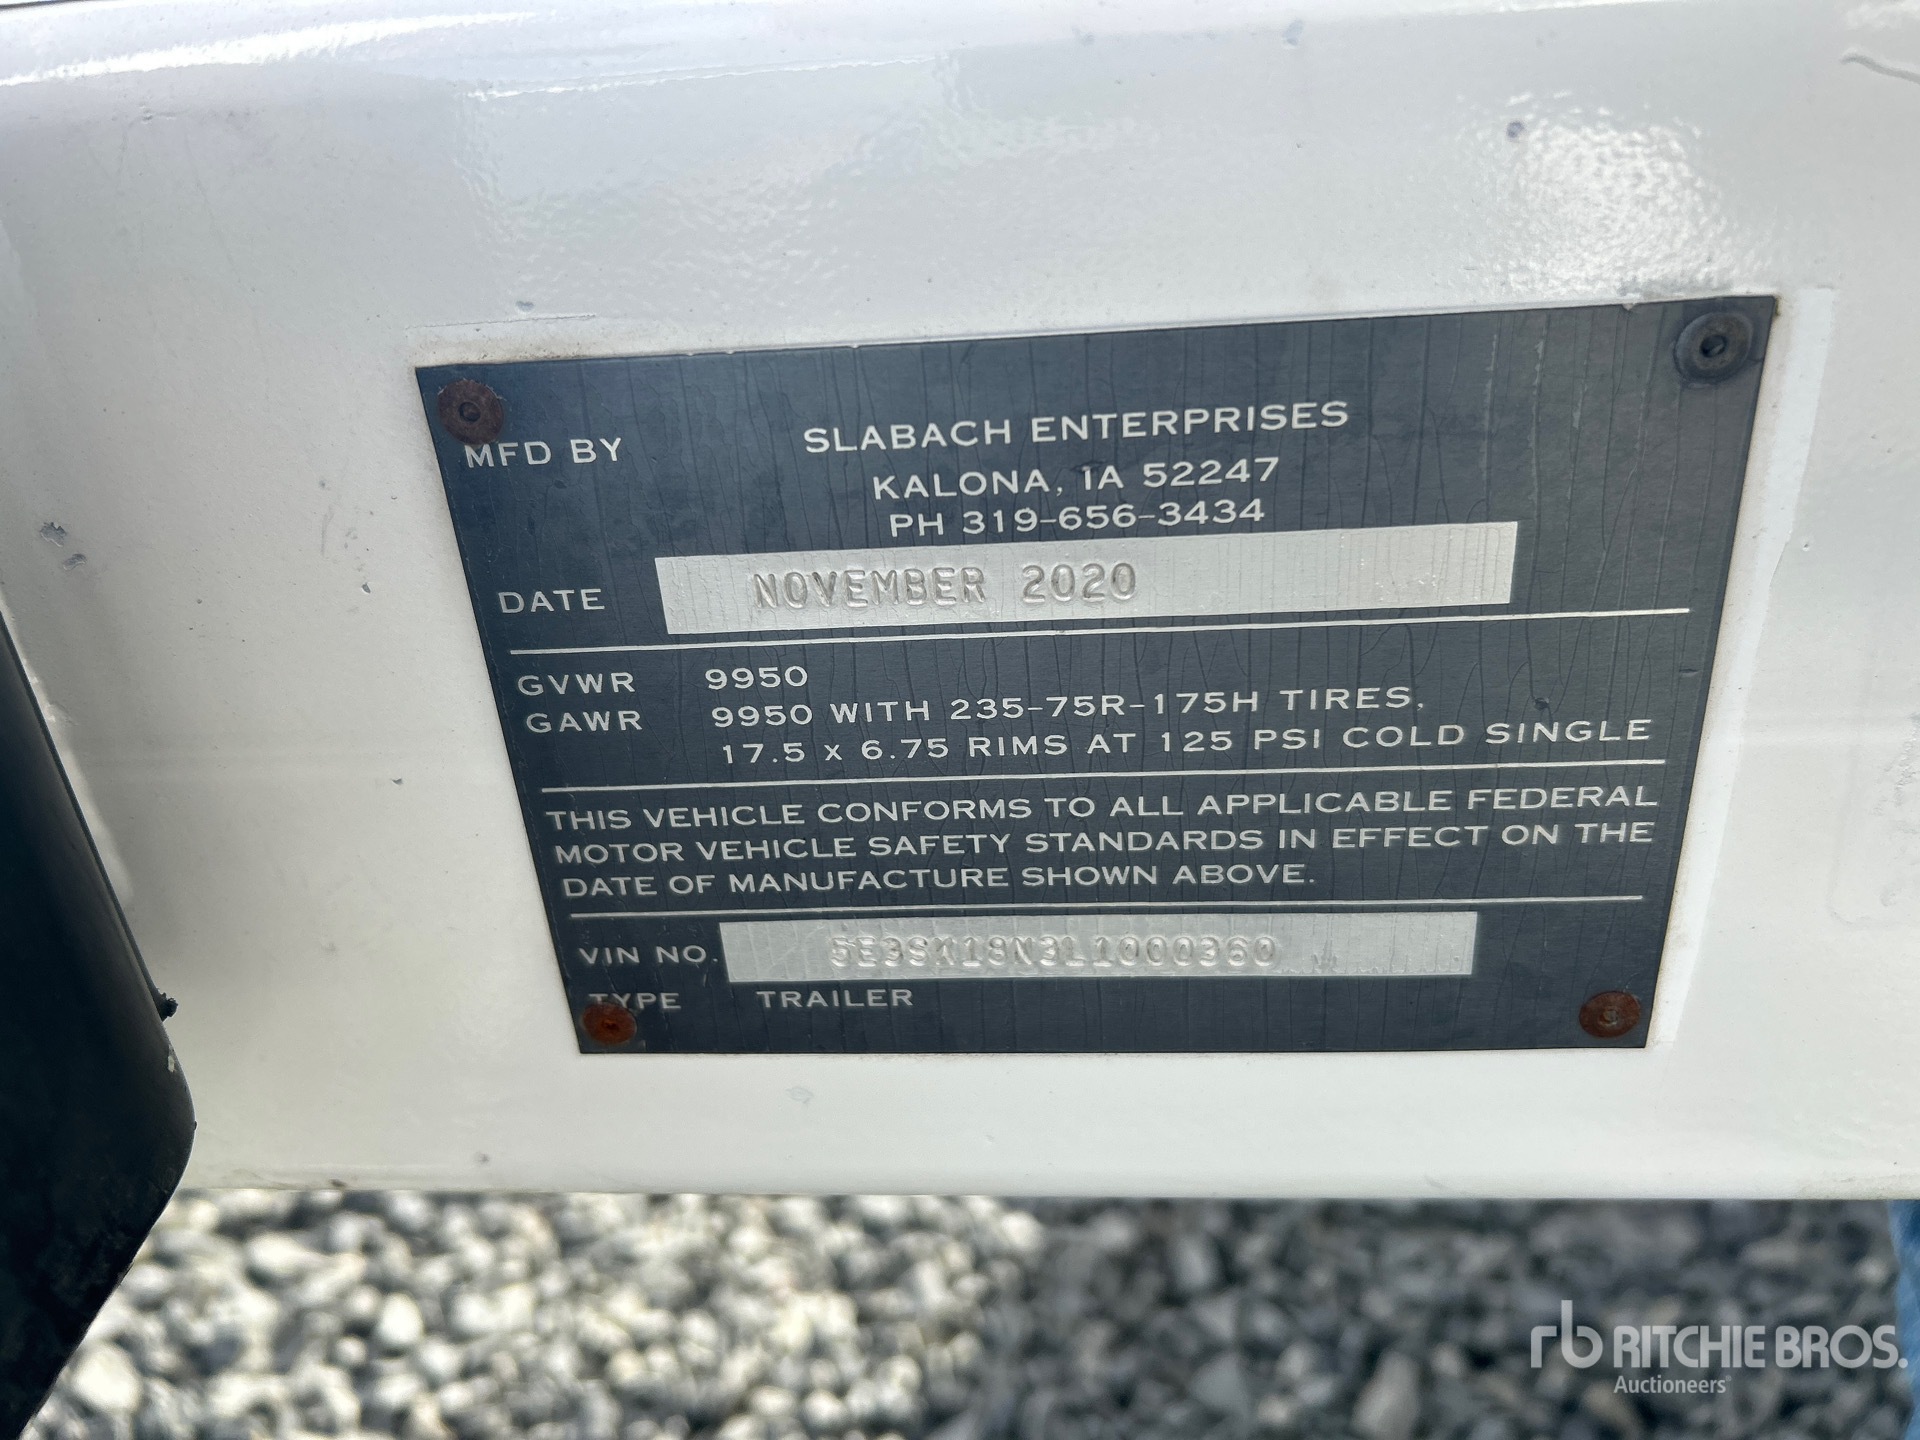 MFD BY SLABACH ENTERPRISES
KALONA, IA 52247
PH 319-656-3434
DATE NOVEMBER 2020
GVWR 9950
GAWR 9950 WITH 235-75R-175H TIRES,
17.5 X 6.75 RIMS AT 125 PSI COLD SINGLE
THIS VEHICLE CONFORMS TO ALL APPLICABLE FEDERAL
MOTOR VEHICLE SAFETY STANDARDS IN EFFECT ON THE
DATE OF MANUFACTURE SHOWN ABOVE.
VIN NO.
TYPE TRAILER
rb RITCHIE BROS.
Auctioneers